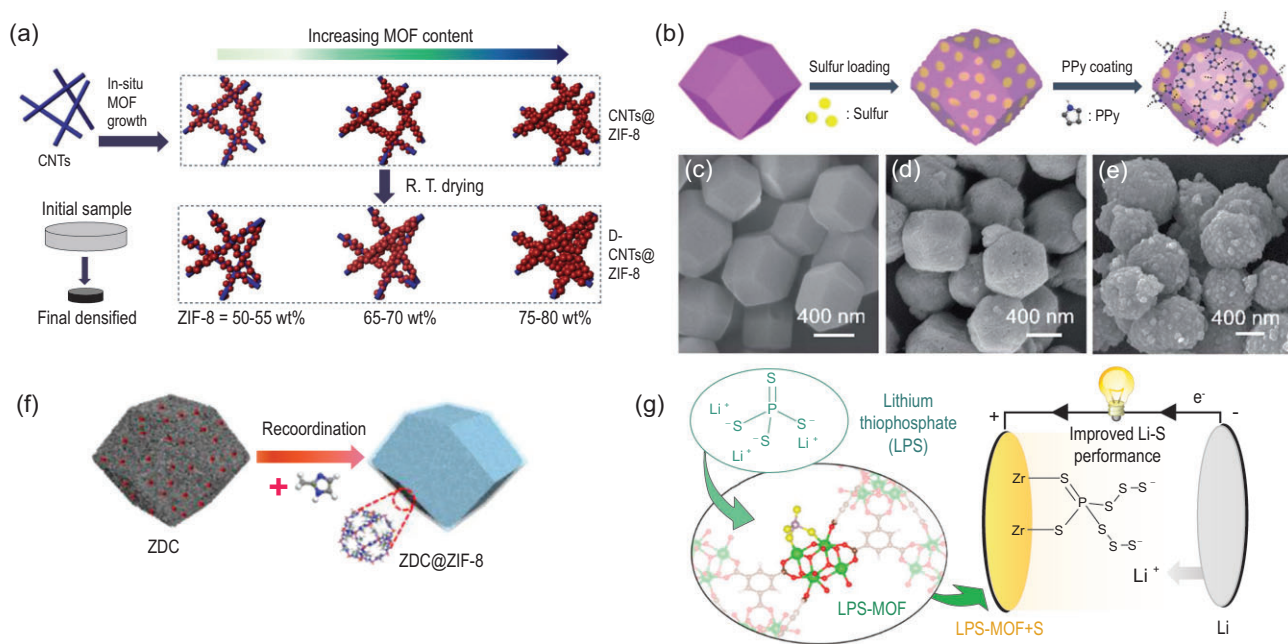 (a)
Increasing MOF content
In-situ
MOF
growth
CNTs
CNTs@
ZIF-8
R. T. drying
Initial sample
Final densified
D-
CNTs@
ZIF-8
ZIF-8 = 50-55 wt%
65-70 wt%
75-80 wt%
(b)
Sulfur loading
: Sulfur
PPy coating
: PPy
(c)
400 nm
(d)
400 nm
(e)
400 nm
(f)
Recoordination
+
ZDC
ZDC@ZIF-8
(g)
S
Li +
P
-S
S-
S-
Li +
Li +
Lithium
thiophosphate
(LPS)
LPS-MOF
+
e-
-
Improved Li-S
performance
Zr
S
P
S
S
S-
Zr
S
S
S
S-
Li +
LPS-MOF+S
Li